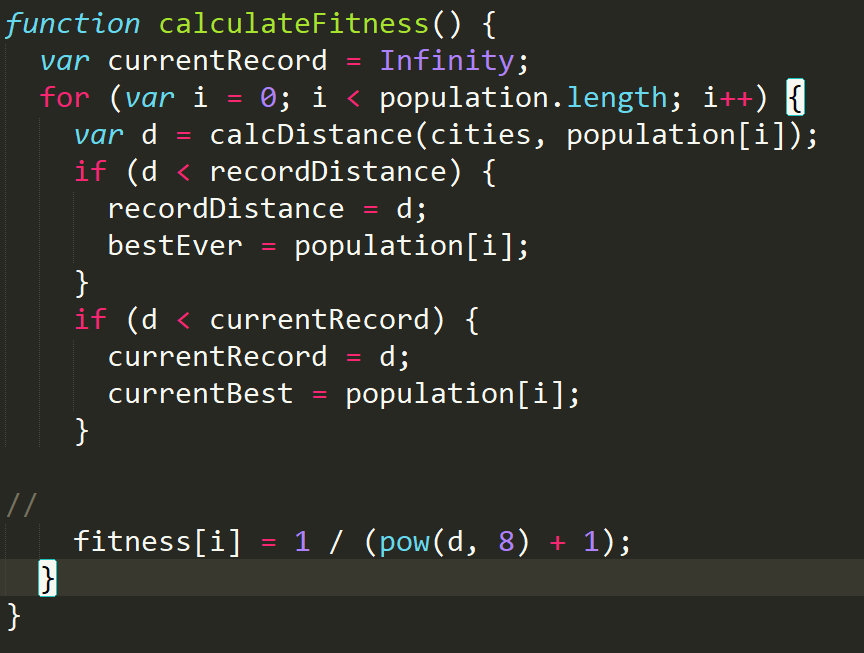 function calculateFitness() {
  var currentRecord = Infinity;
  for (var i = 0; i < population.length; i++) {
    var d = calcDistance(cities, population[i]);
    if (d < recordDistance) {
      recordDistance = d;
      bestEver = population[i];
    }
    if (d < currentRecord) {
      currentRecord = d;
      currentBest = population[i];
    }
//
    fitness[i] = 1 / (pow(d, 8) + 1);
  }
}